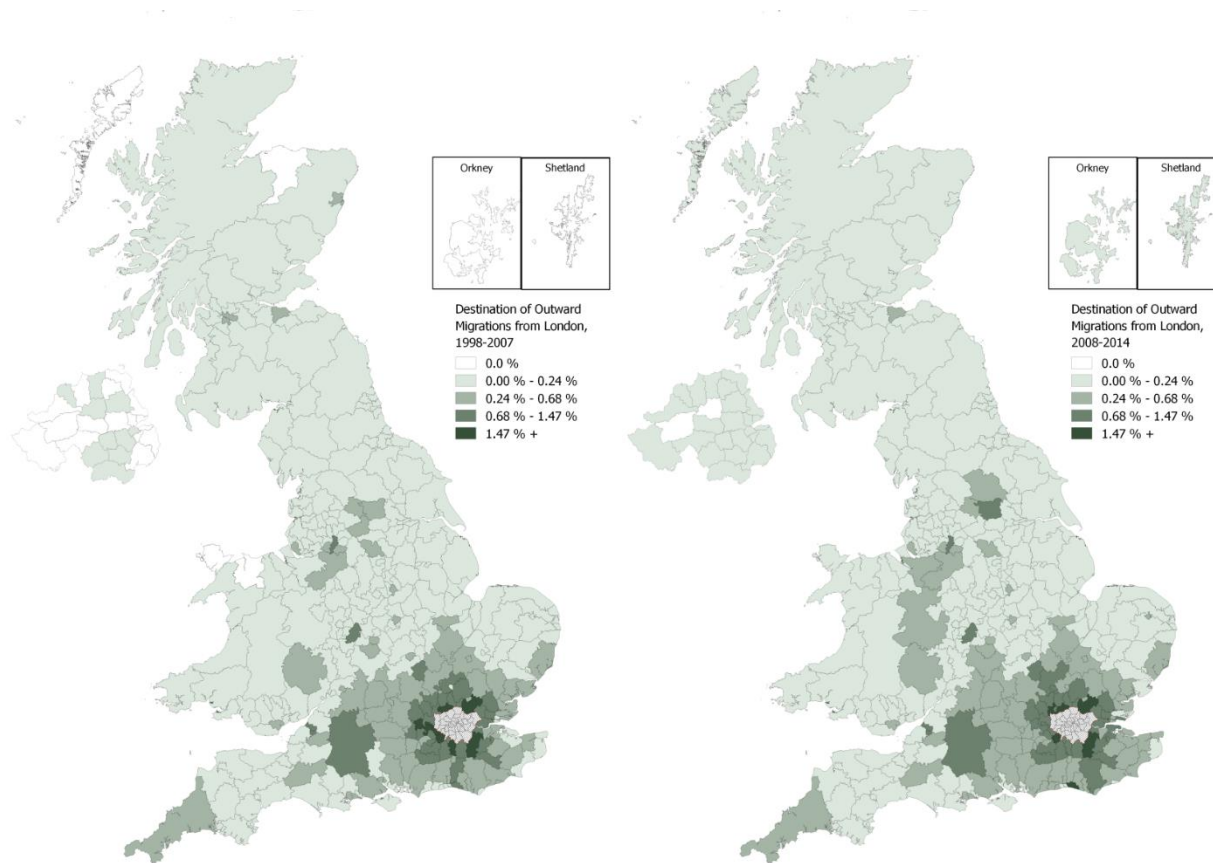 Orkney
Shetland
Destination of Outward
Migrations from London,
1998-2007
0.0 %
0.00 % - 0.24 %
0.24 % - 0.68 %
0.68 % - 1.47 %
1.47 % +
Orkney
Shetland
Destination of Outward
Migrations from London,
2008-2014
0.0 %
0.00 % - 0.24 %
0.24 % - 0.68 %
0.68 % - 1.47 %
1.47 % +